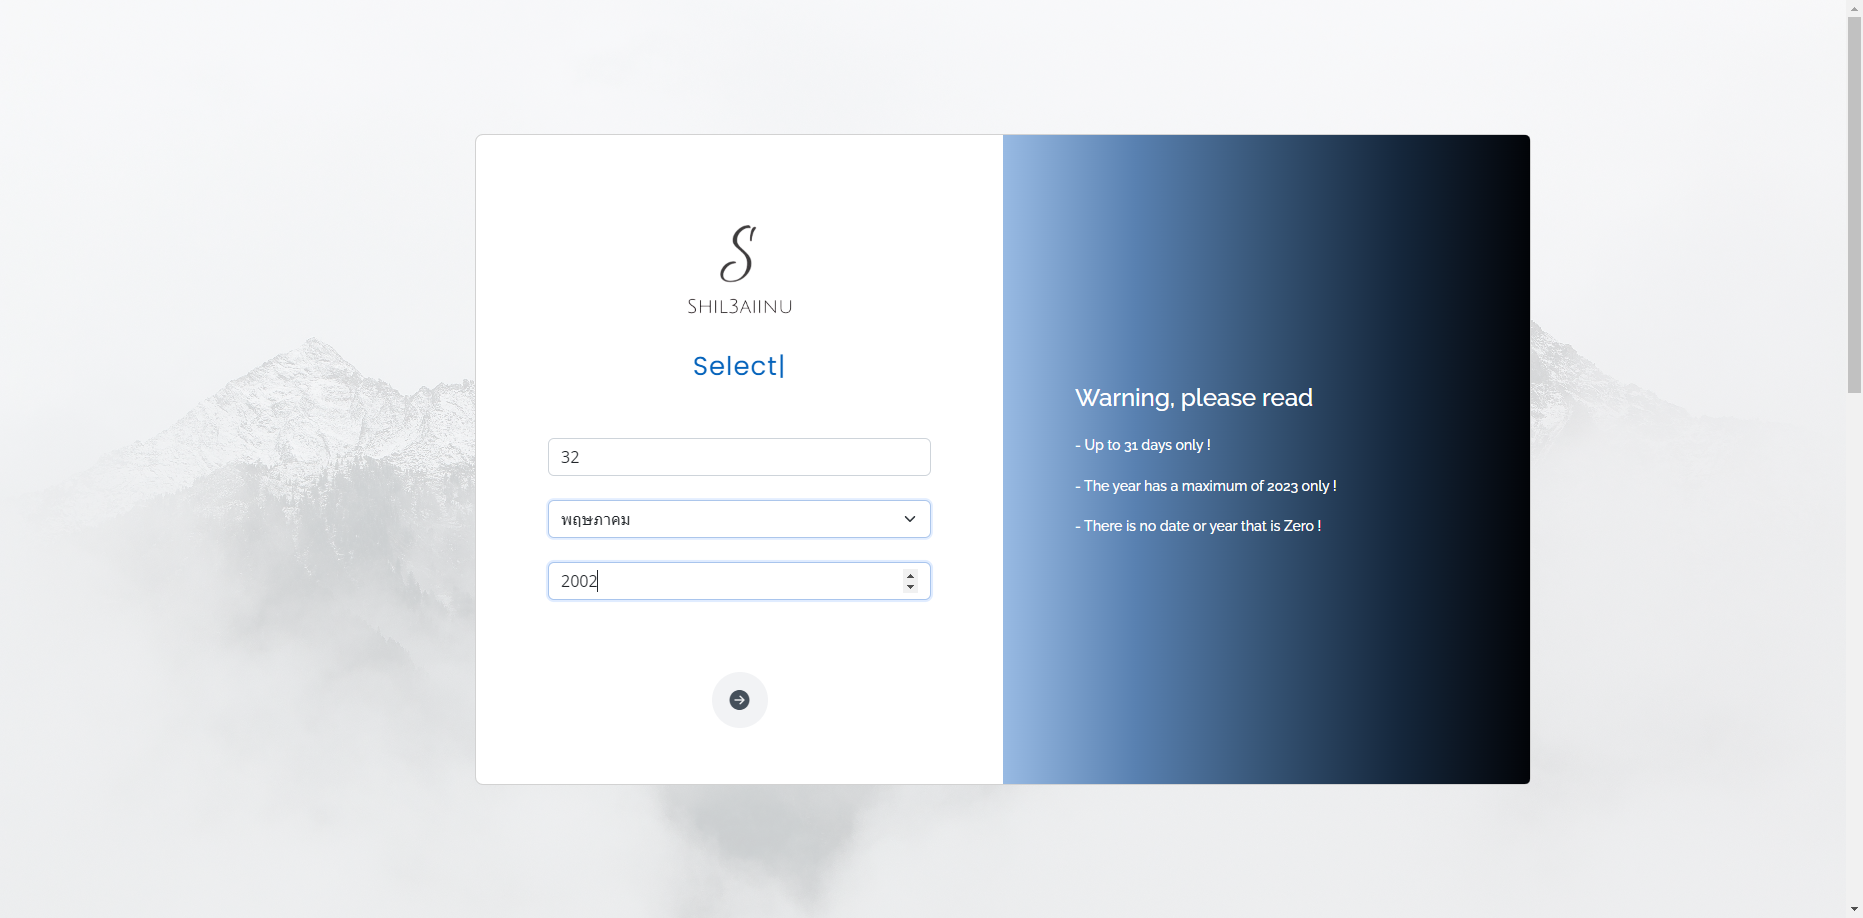 S
SHIL3AIINU
Select|
32
พฤษภาคม
2002
Warning, please read
- Up to 31 days only !
- The year has a maximum of 2023 only !
- There is no date or year that is Zero !